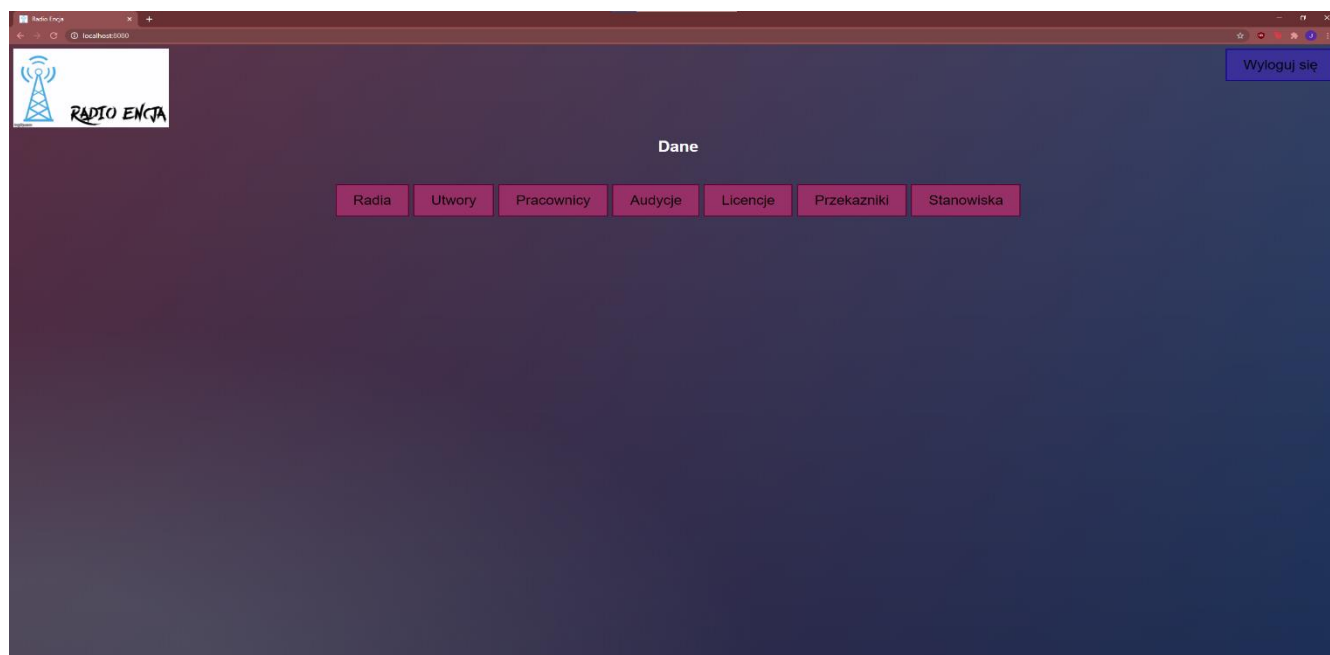 Radio Encja
localhost:8080
Wyloguj się
RADIO ENCJA
Dane
Radia Utwory Pracownicy Audycje Licencje Przekazniki Stanowiska